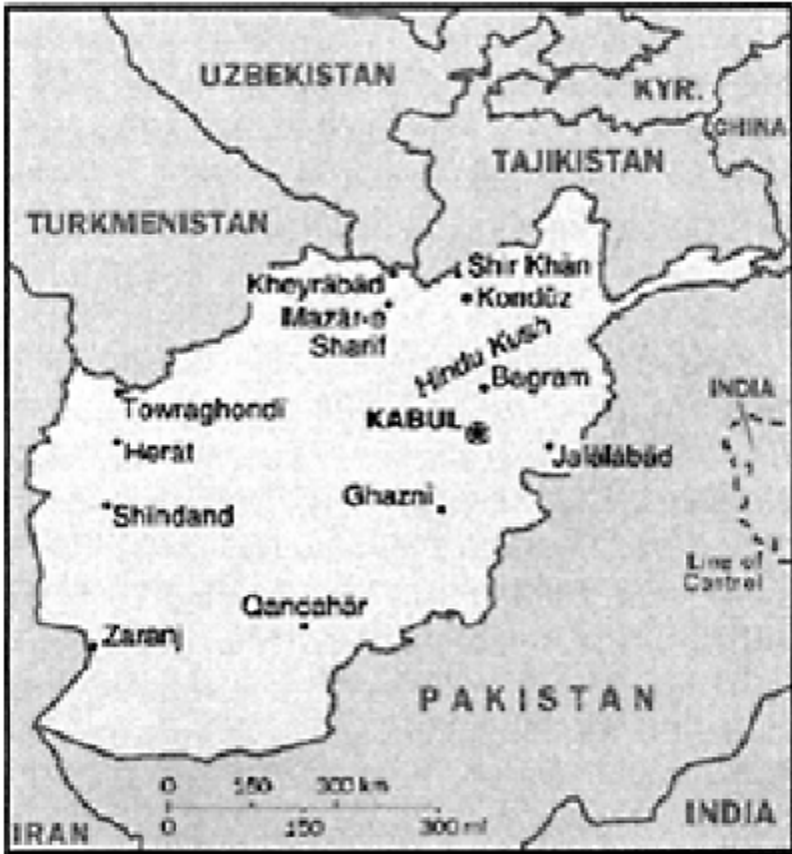 UZBEKISTAN
KYR.
CHINA
TAJIKISTAN
TURKMENISTAN
Shir Khān
Kheyrābād
Kondūz
Mazār-e
Sharif
Hindu Kush
Bagram
INDIA
Towraghondi
KABUL
Herāt
Jalālābād
Ghazni
Shindand
Line of
Control
Qandahār
Zaranj
PAKISTAN
0 150 300 km
0 150 300 mi
INDIA
IRAN